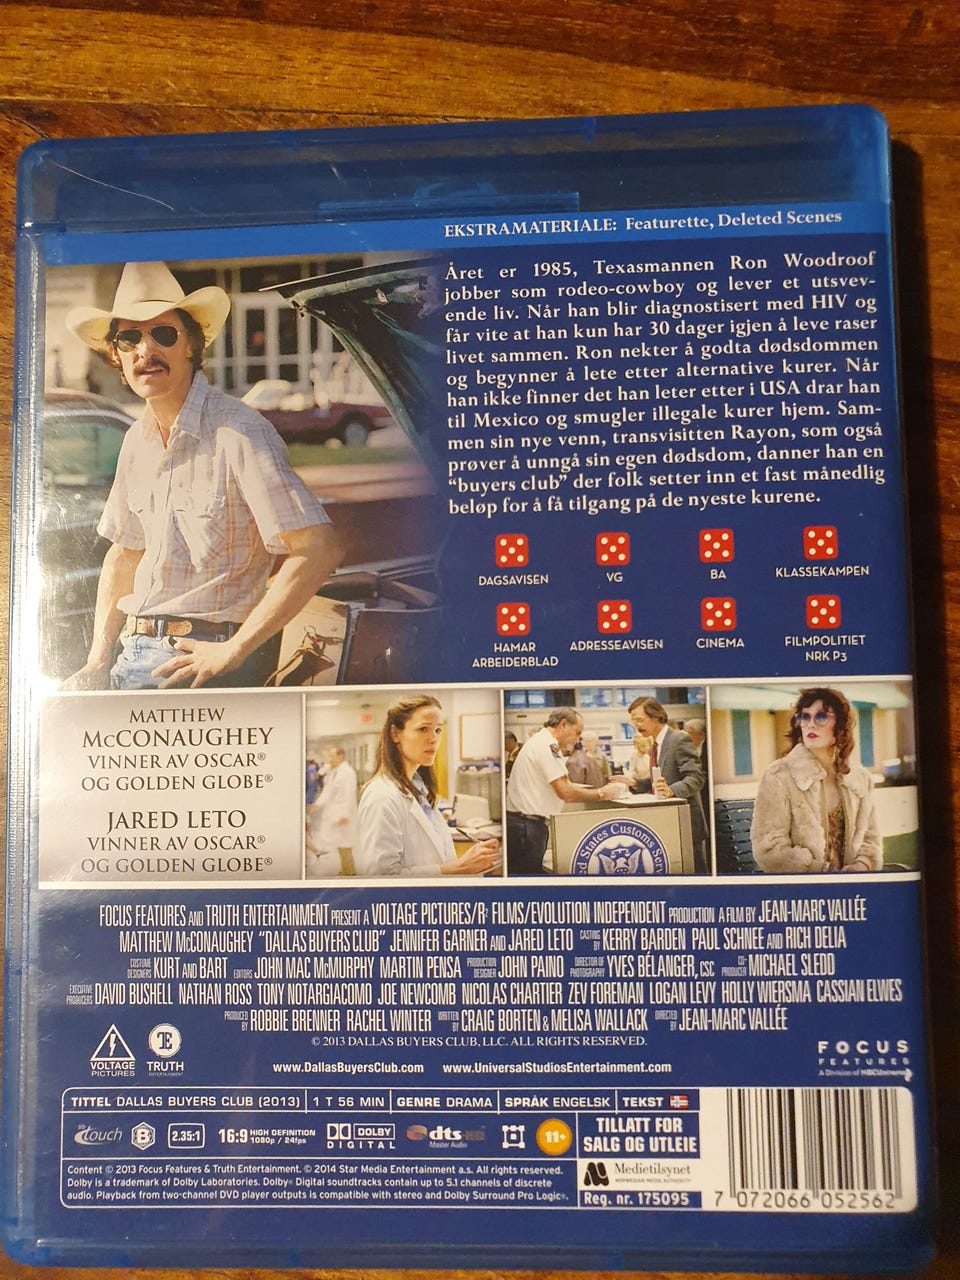 EKSTRAMATERIALE: Featurette, Deleted Scenes
Året er 1985, Texasmannen Ron Woodroof
jobber som rodeo-cowboy og lever et utsvev-
ende liv. Når han blir diagnostisert med HIV og
får vite at han kun har 30 dager igjen å leve raser
livet sammen. Ron nekter å godta dødsdommen
og begynner å lete etter alternative kurer. Når
han ikke finner det han leter etter i USA drar han
til Mexico og smugler illegale kurer hjem. Sam-
men sin nye venn, transvisitten Rayon, som også
prøver å unngå sin egen dødsdom, danner han en
“buyers club” der folk setter inn et fast månedlig
beløp for å få tilgang på de nyeste kurene.
DAGSAVISEN VG BA KLASSEKAMPEN
HAMAR ARBEIDERBLAD ADRESSEAVISEN CINEMA FILMPOLITIET NRK P3
MATTHEW
McCONAUGHEY
VINNER AV OSCAR®
OG GOLDEN GLOBE®
JARED LETO
VINNER AV OSCAR®
OG GOLDEN GLOBE®
States Customs Serv
FOCUS FEATURES AND TRUTH ENTERTAINMENT PRESENT A VOLTAGE PICTURES/R² FILMS/EVOLUTION INDEPENDENT PRODUCTION A FILM BY JEAN-MARC VALLÉE
MATTHEW McCONAUGHEY “DALLAS BUYERS CLUB” JENNIFER GARNER AND JARED LETO CASTING BY KERRY BARDEN PAUL SCHNEE AND RICH DELIA
COSTUME DESIGNERS KURT AND BART EDITORS JOHN MAC McMURPHY MARTIN PENSA PRODUCTION DESIGNER JOHN PAINO DIRECTOR OF PHOTOGRAPHY YVES BÉLANGER, CSC CO-PRODUCER MICHAEL SLEDD
EXECUTIVE PRODUCERS DAVID BUSHELL NATHAN ROSS TONY NOTARGIACOMO JOE NEWCOMB NICOLAS CHARTIER ZEV FOREMAN LOGAN LEVY HOLLY WIERSMA CASSIAN ELWES
PRODUCED BY ROBBIE BRENNER RACHEL WINTER WRITTEN BY CRAIG BORTEN & MELISA WALLACK DIRECTED BY JEAN-MARC VALLÉE
© 2013 DALLAS BUYERS CLUB, LLC. ALL RIGHTS RESERVED.
VOLTAGE PICTURES
TRUTH ENTERTAINMENT
www.DallasBuyersClub.com www.UniversalStudiosEntertainment.com
FOCUS
FEATURES
A Division of NBCUniversal
TITTEL DALLAS BUYERS CLUB (2013) 1 T 56 MIN GENRE DRAMA SPRÅK ENGELSK TEKST
touch B 2.35:1 16:9 HIGH DEFINITION 1080p / 24fps DOLBY DIGITAL dts-HD Master Audio 11+
TILLATT FOR
SALG OG UTLEIE
Medietilsynet
NORWEGIAN MEDIA AUTHORITY
Reg. nr. 175095
Content © 2013 Focus Features & Truth Entertainment. © 2014 Star Media Entertainment a.s. All rights reserved.
Dolby is a trademark of Dolby Laboratories. Dolby® Digital soundtracks contain up to 5.1 channels of discrete
audio. Playback from two-channel DVD player outputs is compatible with stereo and Dolby Surround Pro Logic®.
7 072066 052562